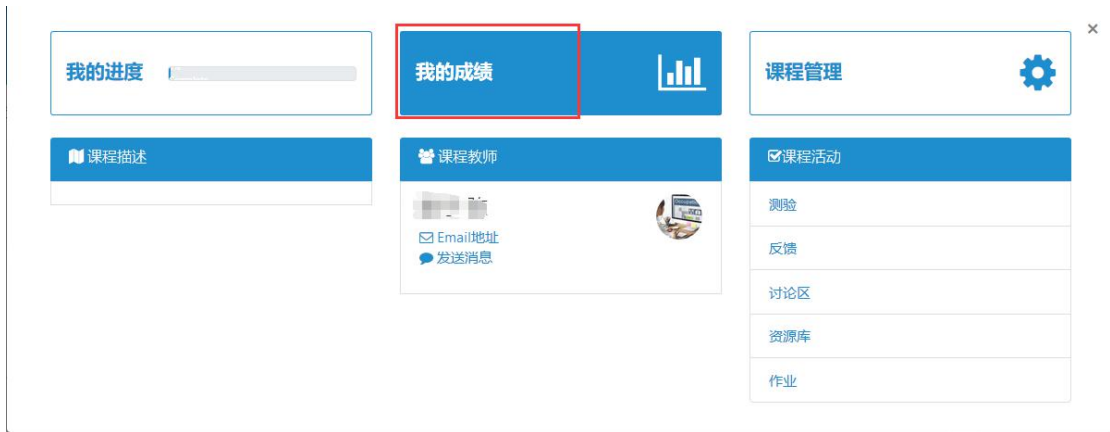 我的进度
我的成绩
课程管理
课程描述
课程教师
Email地址
发送消息
课程活动
测验
反馈
讨论区
资源库
作业